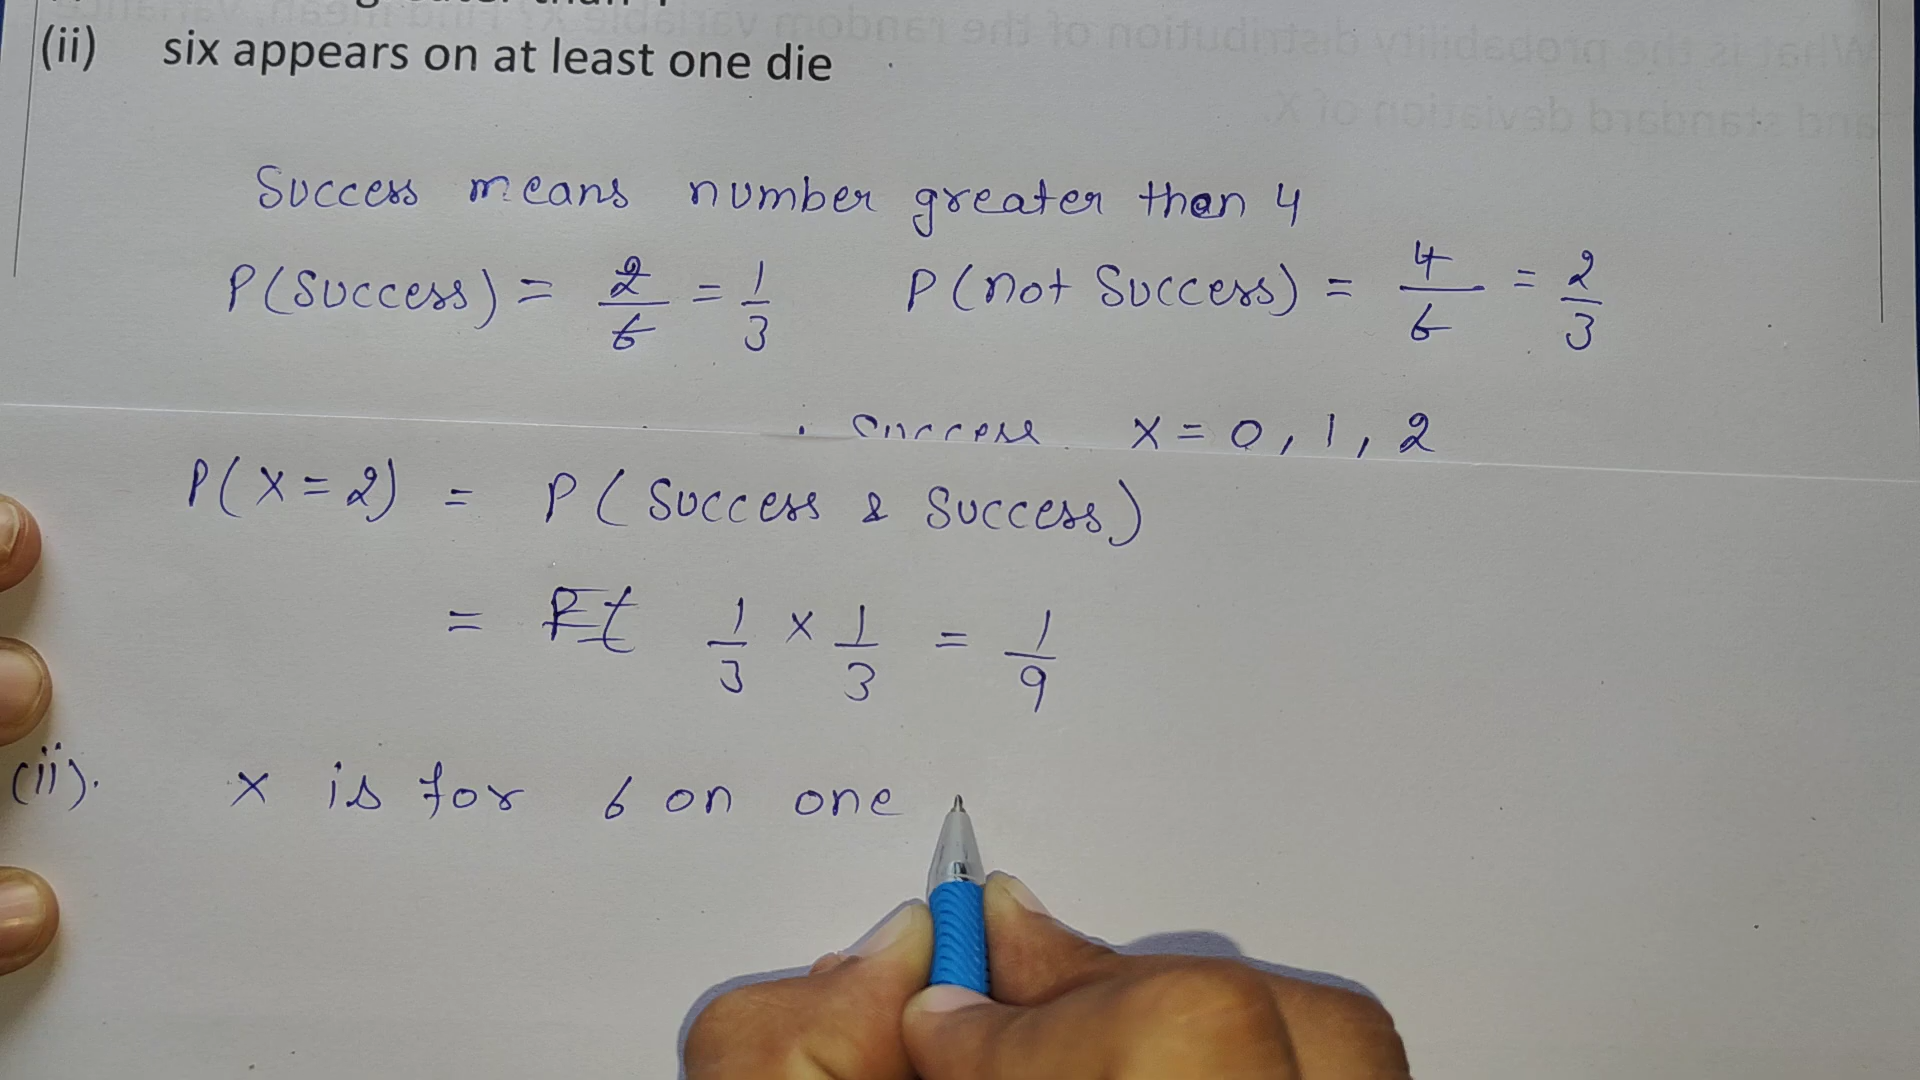 (ii) six appears on at least one die
Success means number greater than 4
P(Success) = 2/6 = 1/3 P(not Success) = 4/6 = 2/3
success x = 0, 1, 2
P(x=2) = P(Success & Success)
= 1/3 × 1/3 = 1/9
(ii). x is for 6 on one